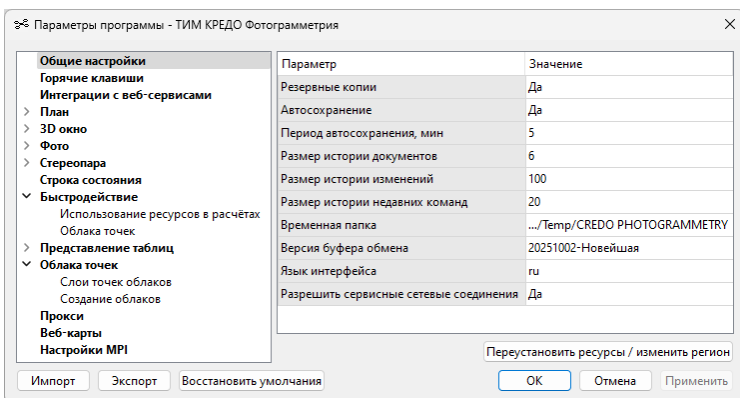 Параметры программы - ТИМ КРЕДО Фотограмметрия
Общие настройки
Горячие клавиши
Интеграции с веб-сервисами
План
3D окно
Фото
Стереопара
Строка состояния
Быстродействие
Использование ресурсов в расчётах
Облака точек
Представление таблиц
Облака точек
Слои точек облаков
Создание облаков
Прокси
Веб-карты
Настройки MPI
Параметр Значение
Резервные копии Да
Автосохранение Да
Период автосохранения, мин 5
Размер истории документов 6
Размер истории изменений 100
Размер истории недавних команд 20
Временная папка .../Temp/CREDO PHOTOGRAMMETRY
Версия буфера обмена 20251002-Новейшая
Язык интерфейса ru
Разрешить сервисные сетевые соединения Да
Переустановить ресурсы / изменить регион
Импорт Экспорт Восстановить умолчания OK Отмена Применить